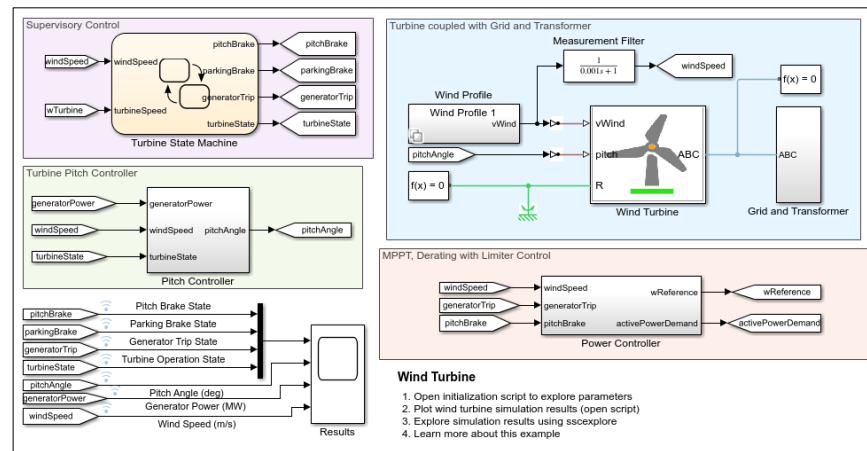 Supervisory Control
windSpeed
wTurbine
windSpeed
turbineSpeed
pitchBrake
parkingBrake
generatorTrip
turbineState
pitchBrake
parkingBrake
generatorTrip
turbineState
Turbine State Machine
Turbine Pitch Controller
generatorPower
windSpeed
turbineState
generatorPower
windSpeed
turbineState
pitchAngle
pitchAngle
Pitch Controller
pitchBrake
parkingBrake
generatorTrip
turbineState
pitchAngle
generatorPower
windSpeed
Pitch Brake State
Parking Brake State
Generator Trip State
Turbine Operation State
Pitch Angle (deg)
Generator Power (MW)
Wind Speed (m/s)
Results
Turbine coupled with Grid and Transformer
Measurement Filter
1
0.001s + 1
windSpeed
f(x) = 0
Wind Profile
Wind Profile 1
vWind
pitchAngle
f(x) = 0
vWind
pitch
R
ABC
Wind Turbine
ABC
Grid and Transformer
MPPT, Derating with Limiter Control
windSpeed
generatorTrip
pitchBrake
windSpeed
generatorTrip
pitchBrake
wReference
activePowerDemand
wReference
activePowerDemand
Power Controller
Wind Turbine
1. Open initialization script to explore parameters
2. Plot wind turbine simulation results (open script)
3. Explore simulation results using sscexplore
4. Learn more about this example